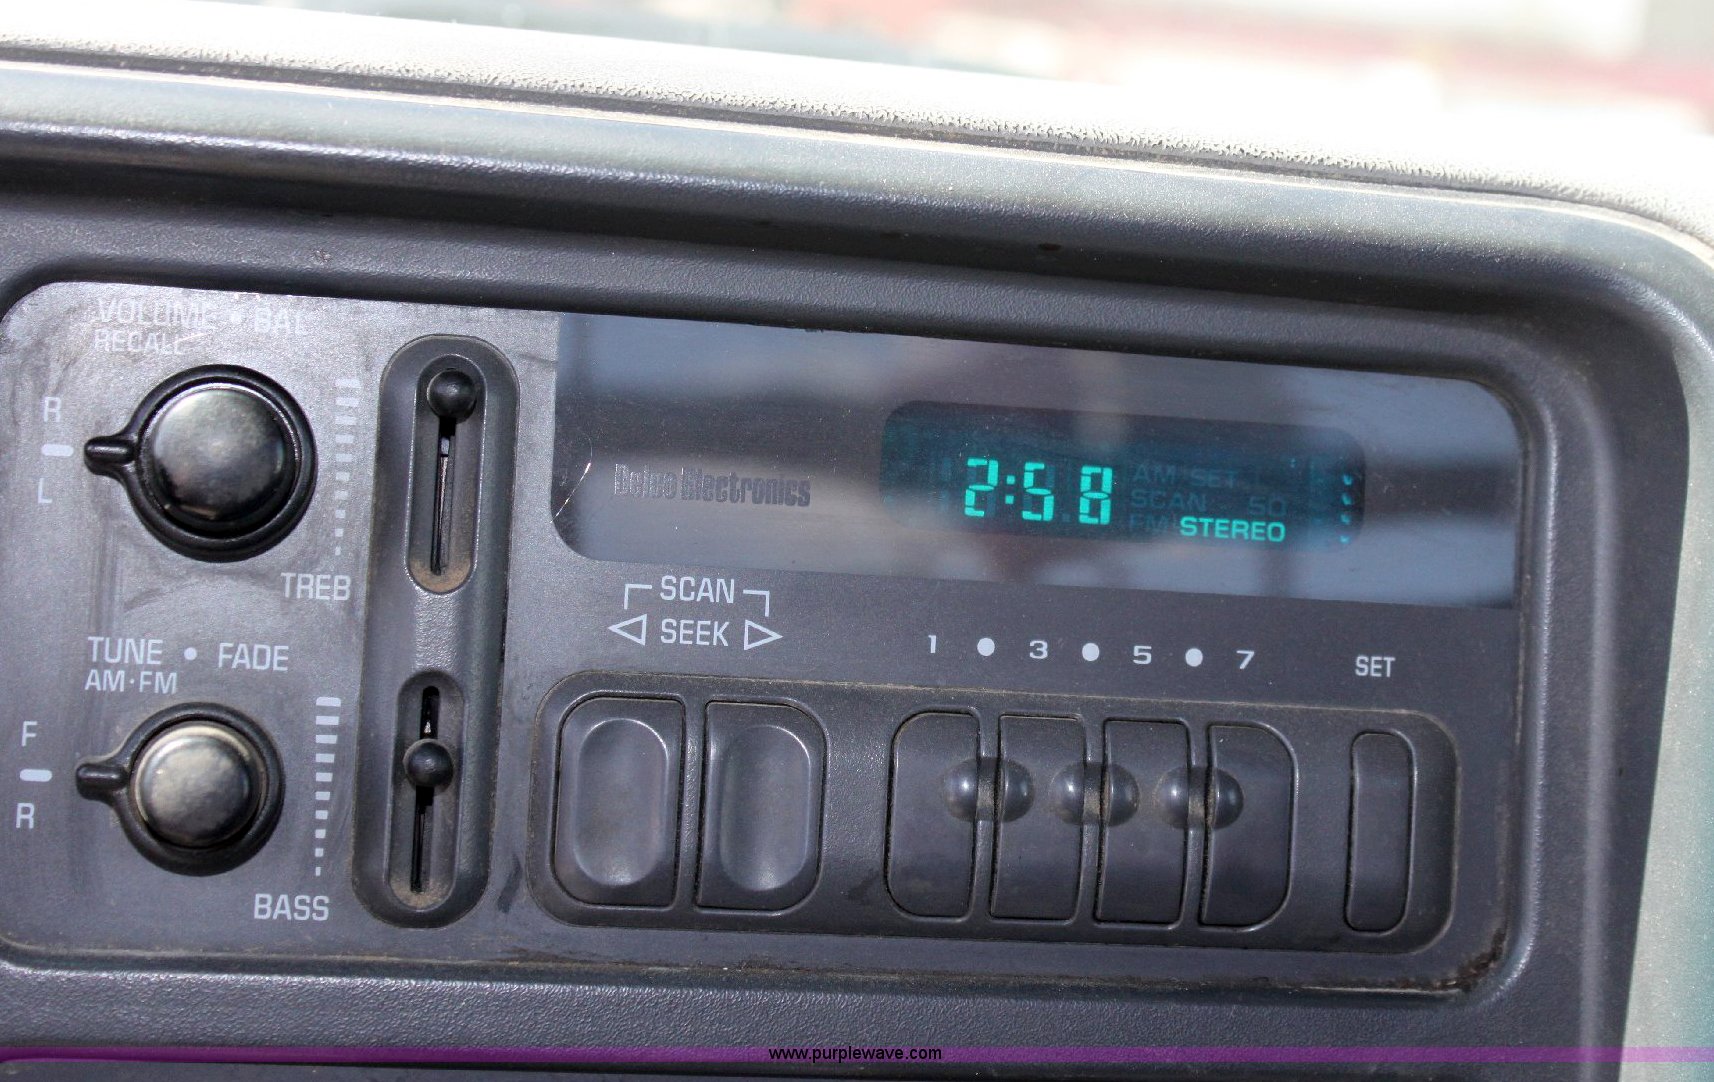 VOLUME • BAL
RECALL
R
L
TREB
TUNE • FADE
AM·FM
F
R
BASS
Delco Electronics
2:58
AM SET
SCAN
FM STEREO
SCAN
SEEK
1 • 3 • 5 • 7
SET
www.purplewave.com